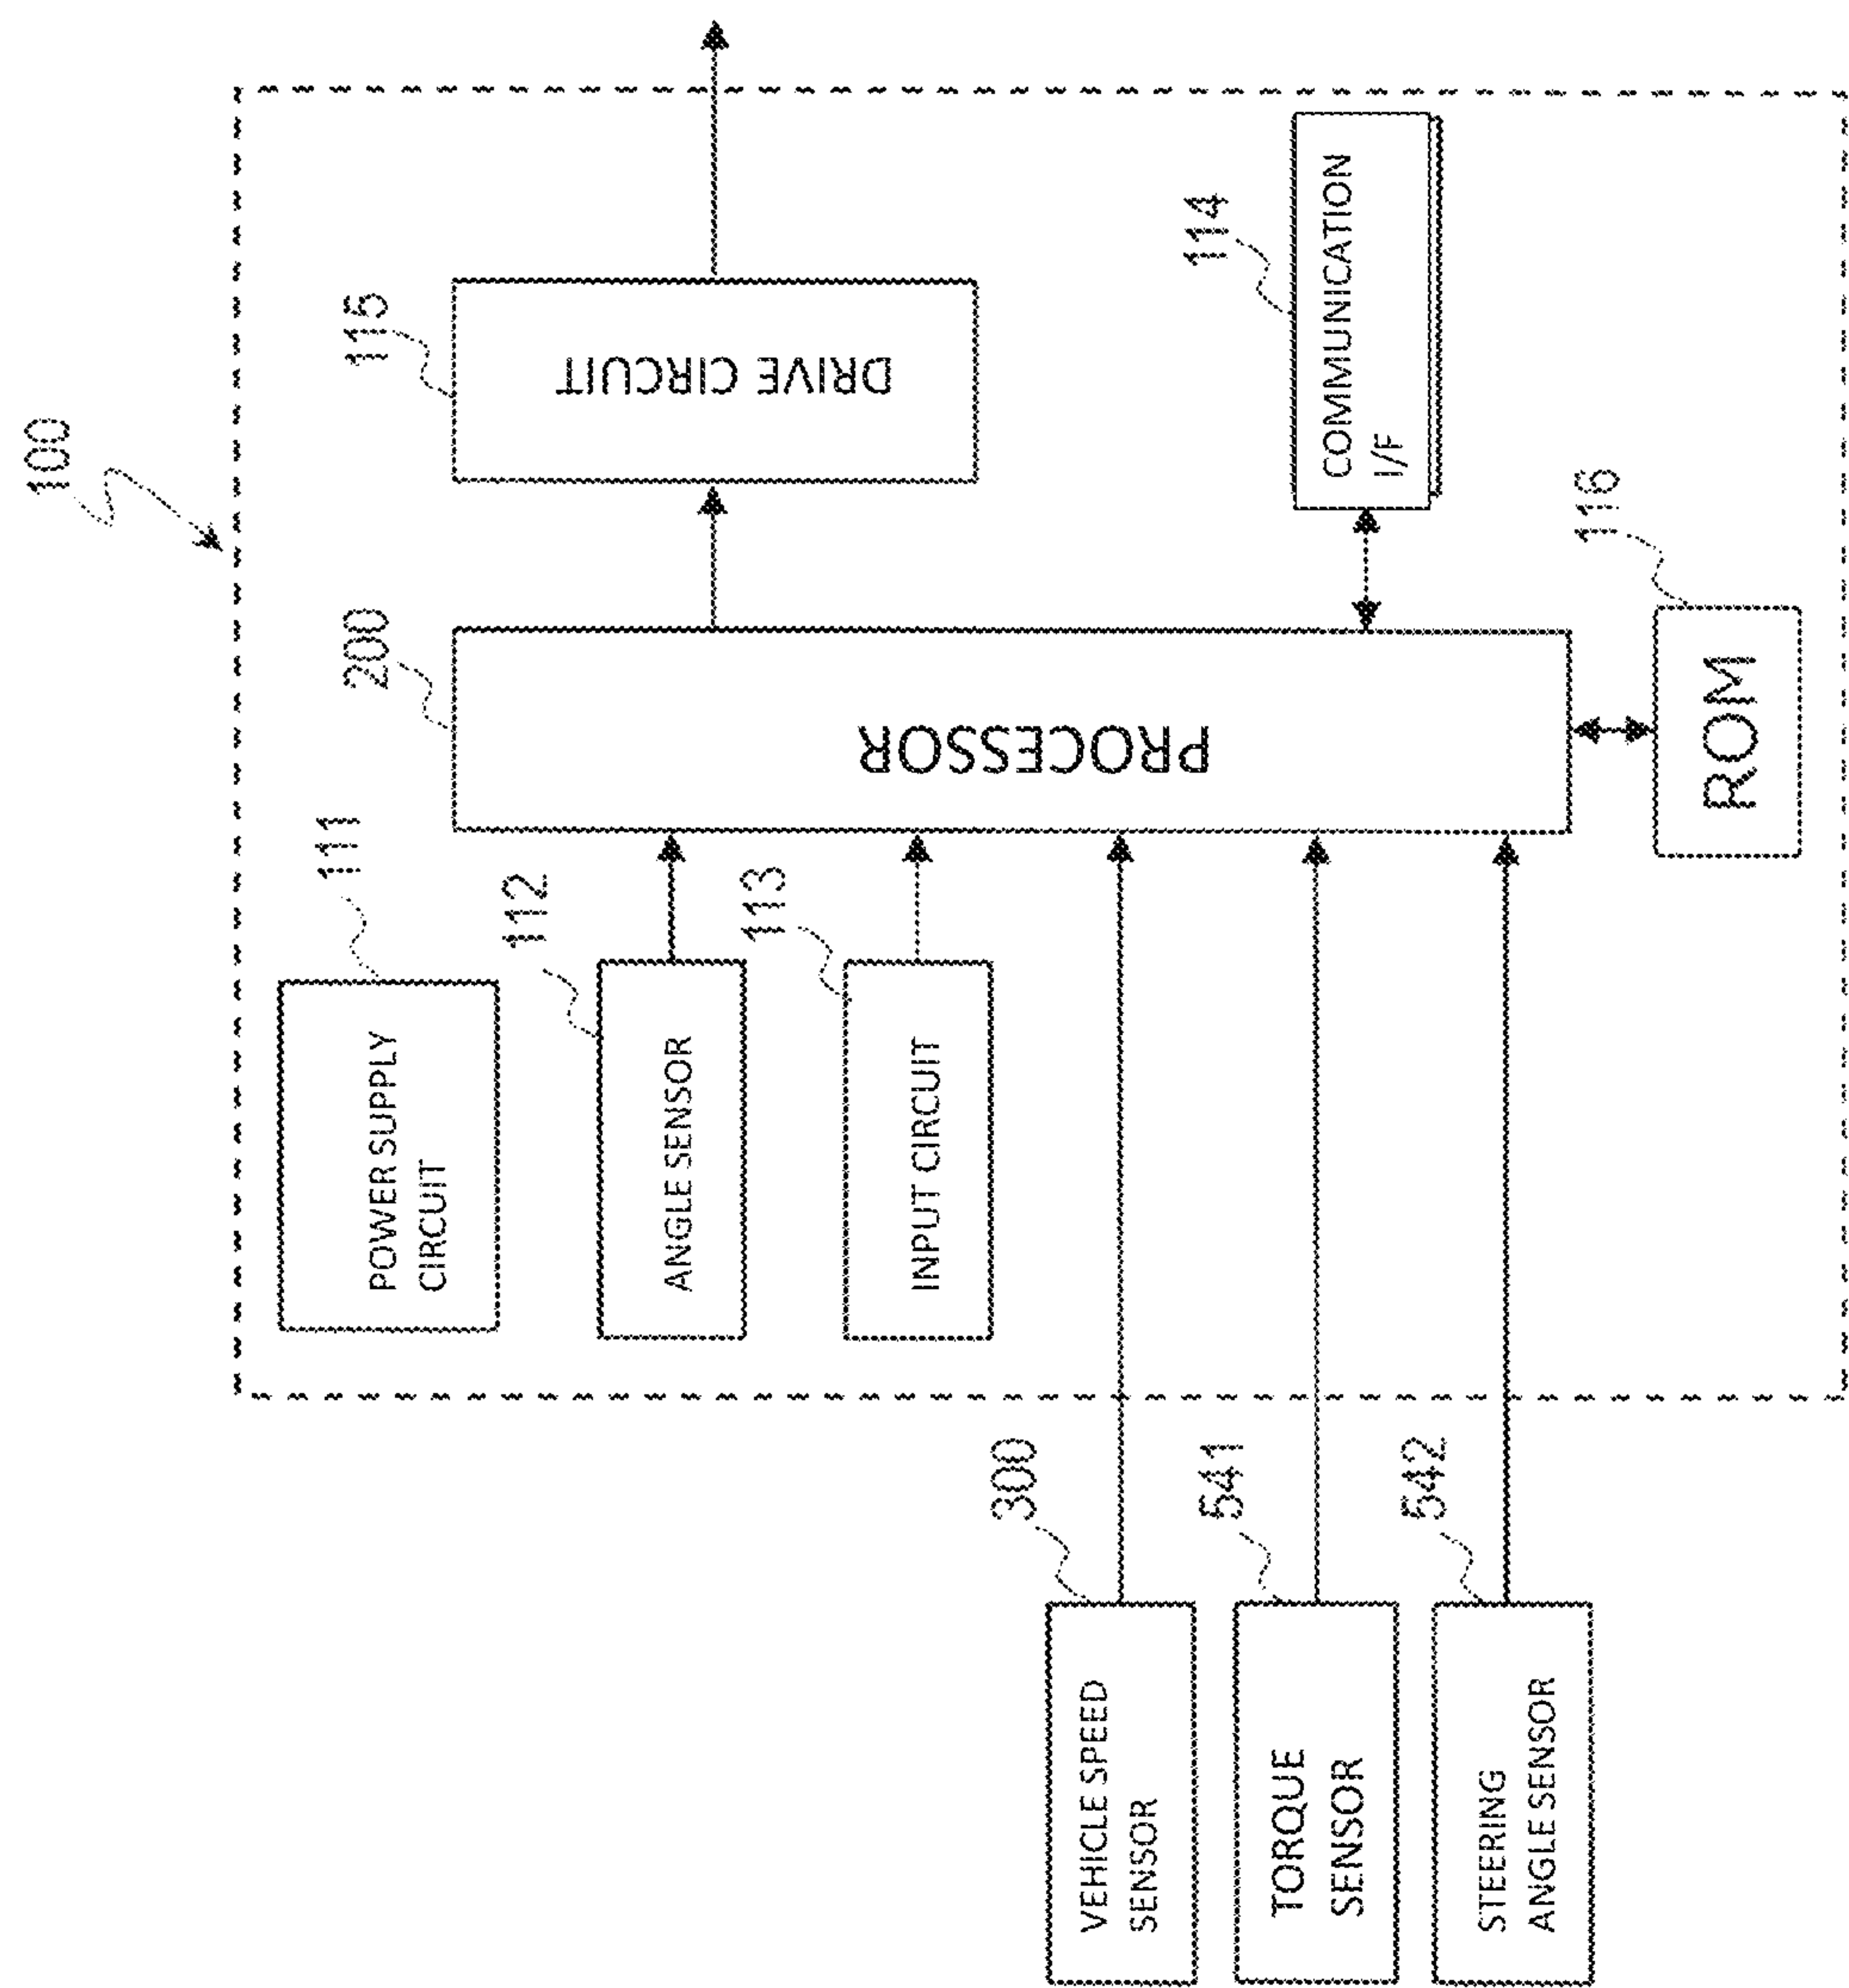 100
111
POWER SUPPLY
CIRCUIT
112
ANGLE SENSOR
113
INPUT CIRCUIT
200
PROCESSOR
115
DRIVE CIRCUIT
114
COMMUNICATION
I/F
116
ROM
300
VEHICLE SPEED
SENSOR
541
TORQUE
SENSOR
542
STEERING
ANGLE SENSOR